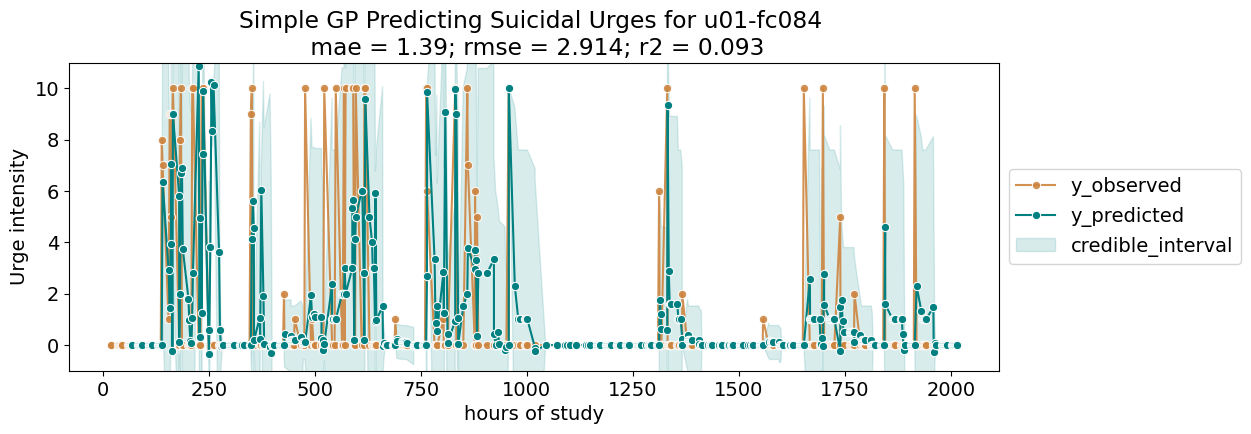 Simple GP Predicting Suicidal Urges for u01-fc084
mae = 1.39; rmse = 2.914; r2 = 0.093
Urge intensity
10
8
6
4
2
0
0
250
500
750
1000
1250
1500
1750
2000
hours of study
y_observed
y_predicted
credible_interval